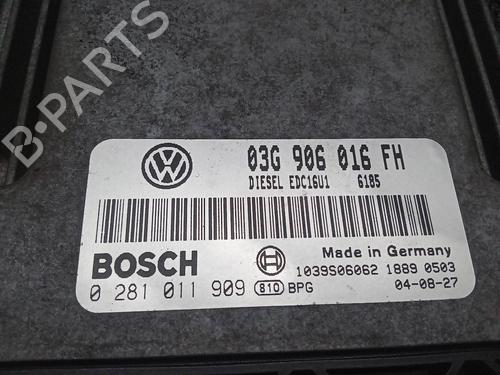 03G 906 016 FH
DIESEL EDC16U1 6185
BOSCH
Made in Germany
1039S06062 1889 0503
0 281 011 909 810 BPG 04-08-27
B-PARTS